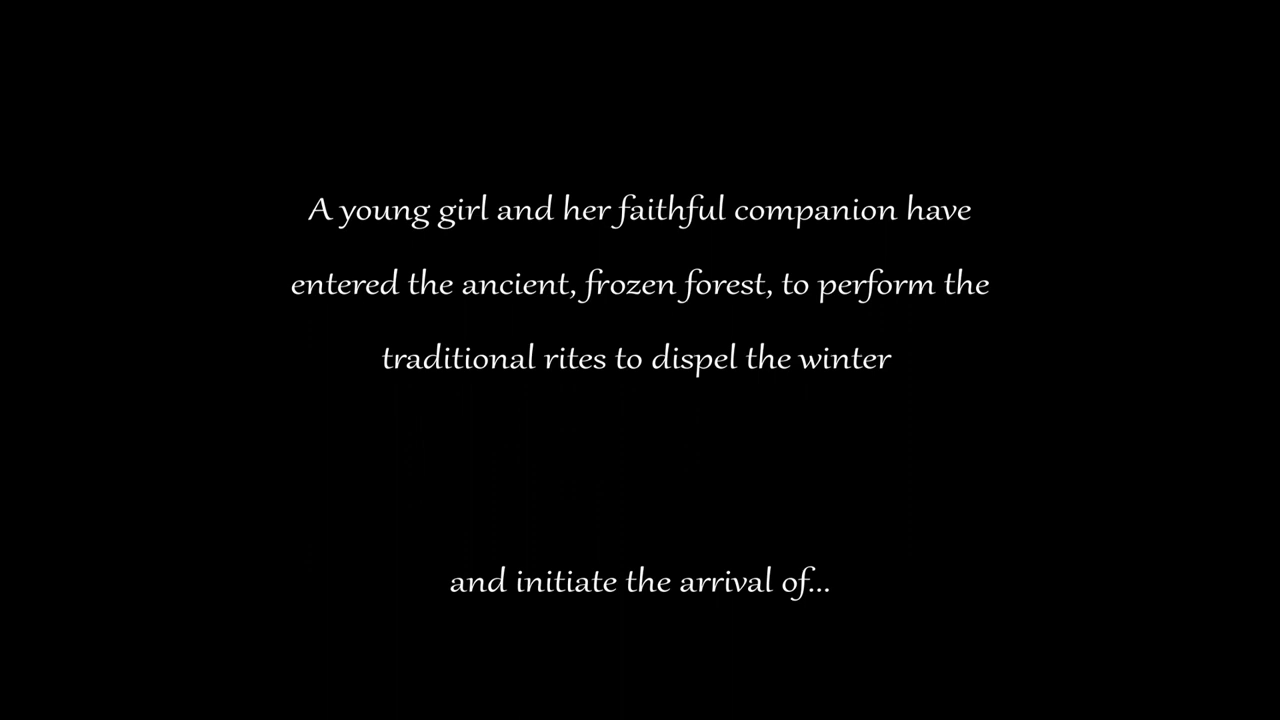 A young girl and her faithful companion have
entered the ancient, frozen forest, to perform the
traditional rites to dispel the winter
and initiate the arrival of...